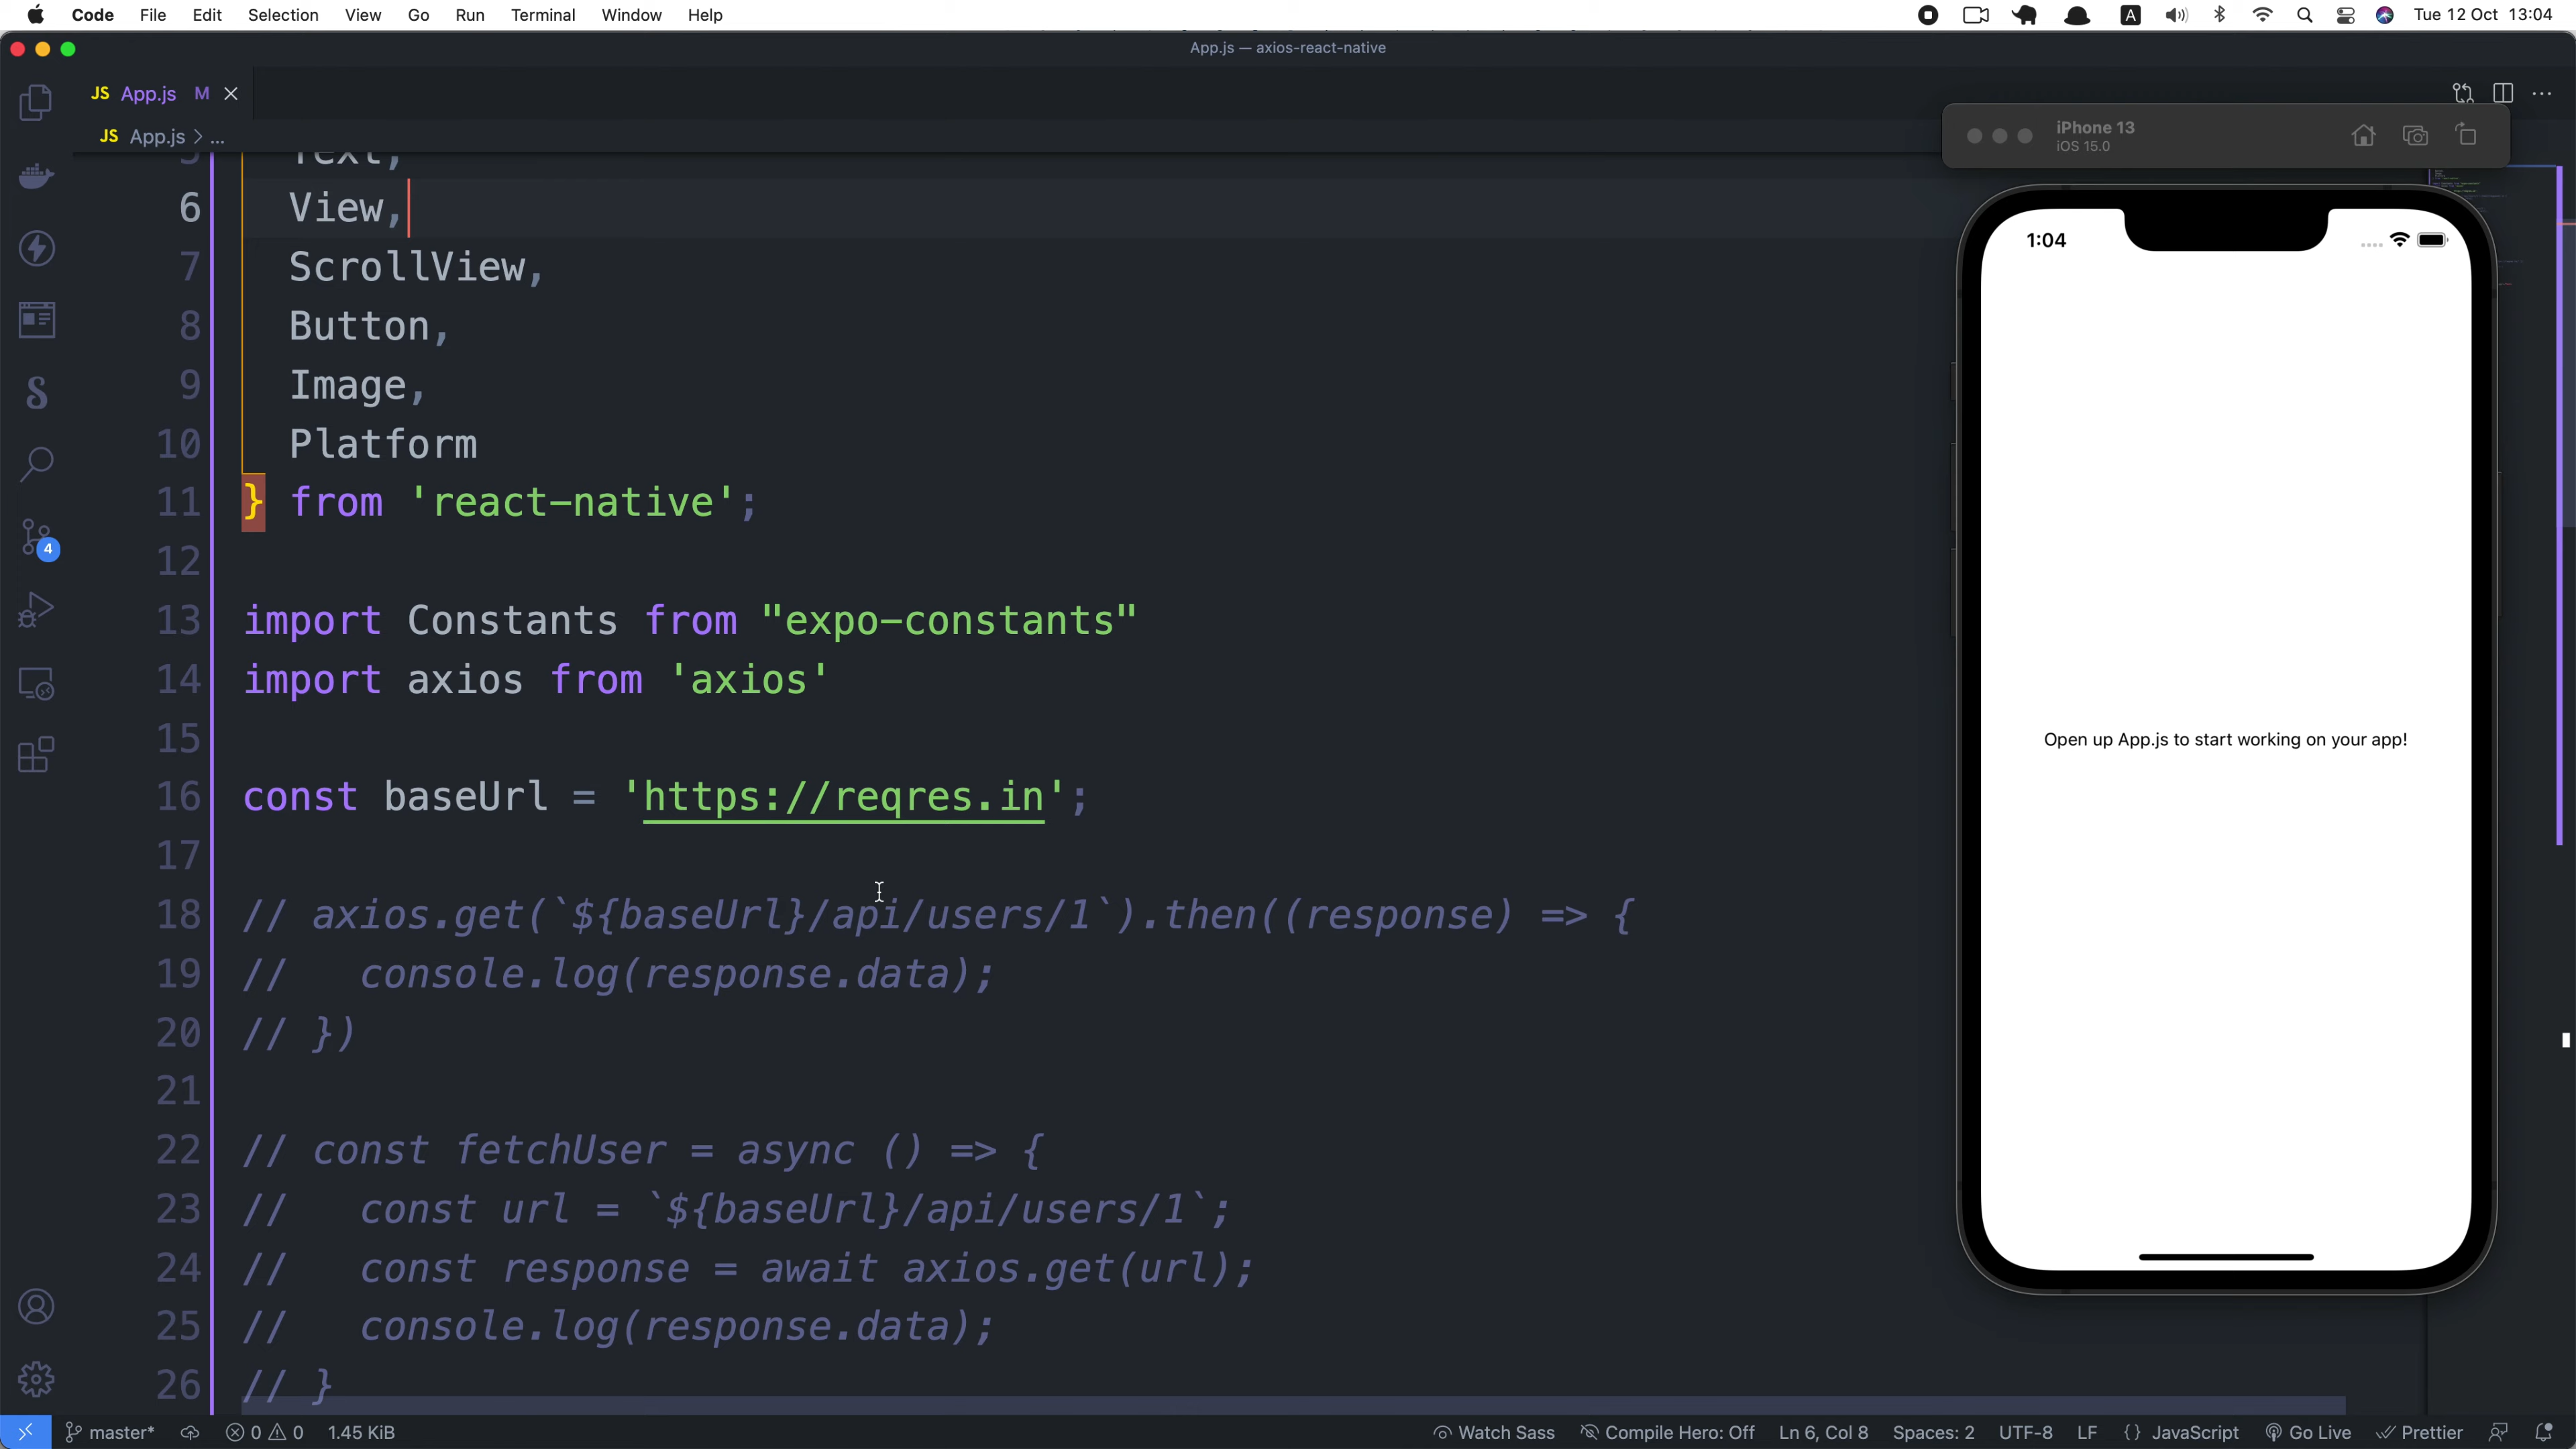 Code File Edit Selection View Go Run Terminal Window Help A Tue 12 Oct 13:04
App.js — axios-react-native
JS App.js M
JS App.js > ...
iPhone 13
iOS 15.0
5 Text,
6 View,
7 ScrollView,
8 Button,
9 Image,
10 Platform
11 } from 'react-native';
12
13 import Constants from "expo-constants"
14 import axios from 'axios'
15
16 const baseUrl = 'https://reqres.in';
17
18 // axios.get(`${baseUrl}/api/users/1`).then((response) => {
19 //   console.log(response.data);
20 // })
21
22 // const fetchUser = async () => {
23 //   const url = `${baseUrl}/api/users/1`;
24 //   const response = await axios.get(url);
25 //   console.log(response.data);
26 // }
4
1:04
Open up App.js to start working on your app!
master* 0 0 1.45 KiB Watch Sass Compile Hero: Off Ln 6, Col 8 Spaces: 2 UTF-8 LF {} JavaScript Go Live Prettier